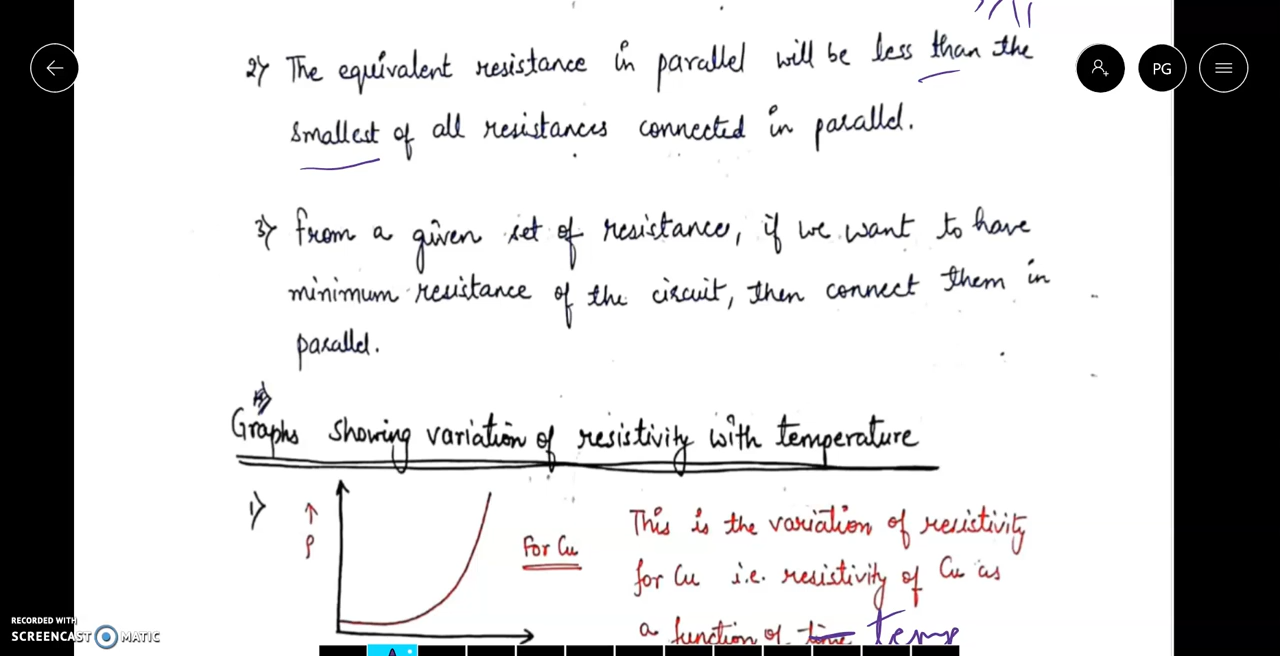 2) The equivalent resistance in parallel will be less than the
smallest of all resistances connected in parallel.
PG
3) From a given set of resistance, if we want to have
minimum resistance of the circuit, then connect them in
parallel.
Graphs showing variation of resistivity with temperature
1)
ρ
For Cu
This is the variation of resistivity
for Cu i.e. resistivity of Cu as
a function of time temp
RECORDED WITH
SCREENCAST MATIC